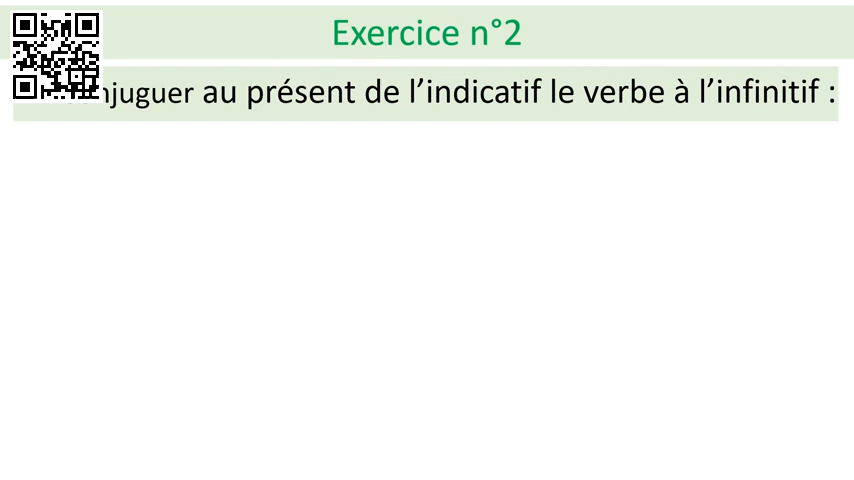 Exercice n°2
njuguer au présent de l’indicatif le verbe à l’infinitif :